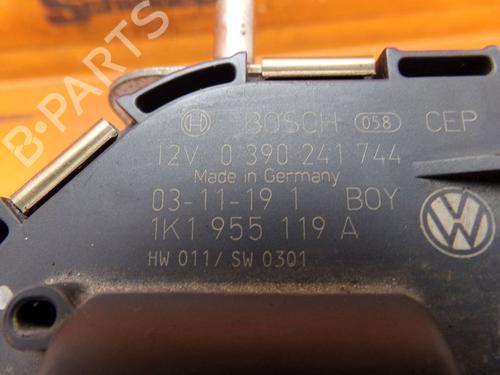 BOSCH 058 CEP
12V 0 390 241 744
Made in Germany
03-11-19 1 BOY
1K1 955 119 A
HW 011/ SW 0301